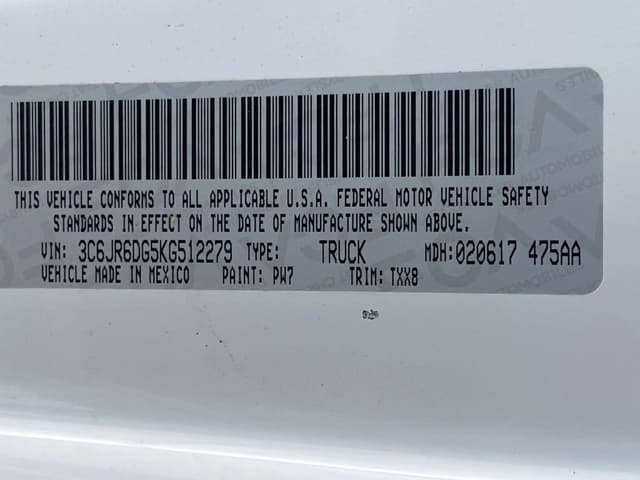 THIS VEHICLE CONFORMS TO ALL APPLICABLE U.S.A. FEDERAL MOTOR VEHICLE SAFETY
STANDARDS IN EFFECT ON THE DATE OF MANUFACTURE SHOWN ABOVE.
VIN: 3C6JR6DG5KG512279 TYPE: TRUCK MDH:020617 475AA
VEHICLE MADE IN MEXICO PAINT: PW7 TRIM: TXX8